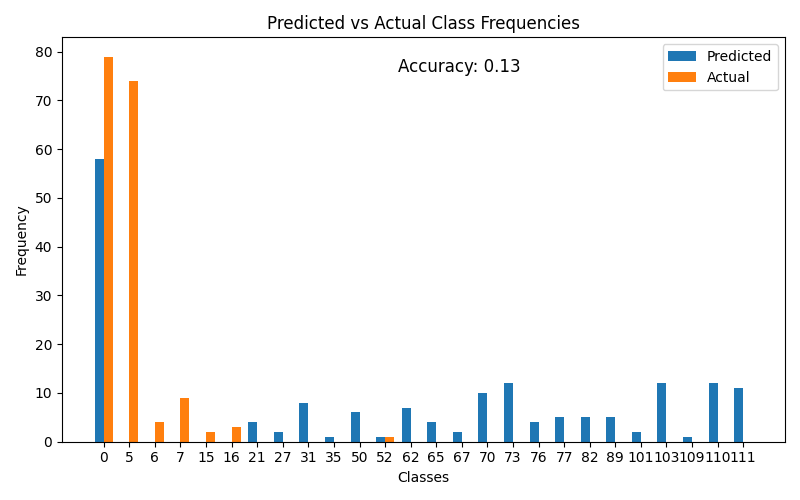 Predicted vs Actual Class Frequencies
Accuracy: 0.13
Predicted
Actual
Frequency
80
70
60
50
40
30
20
10
0
0 5 6 7 15 16 21 27 31 35 50 52 62 65 67 70 73 76 77 82 89 101 103 109 110 111
Classes